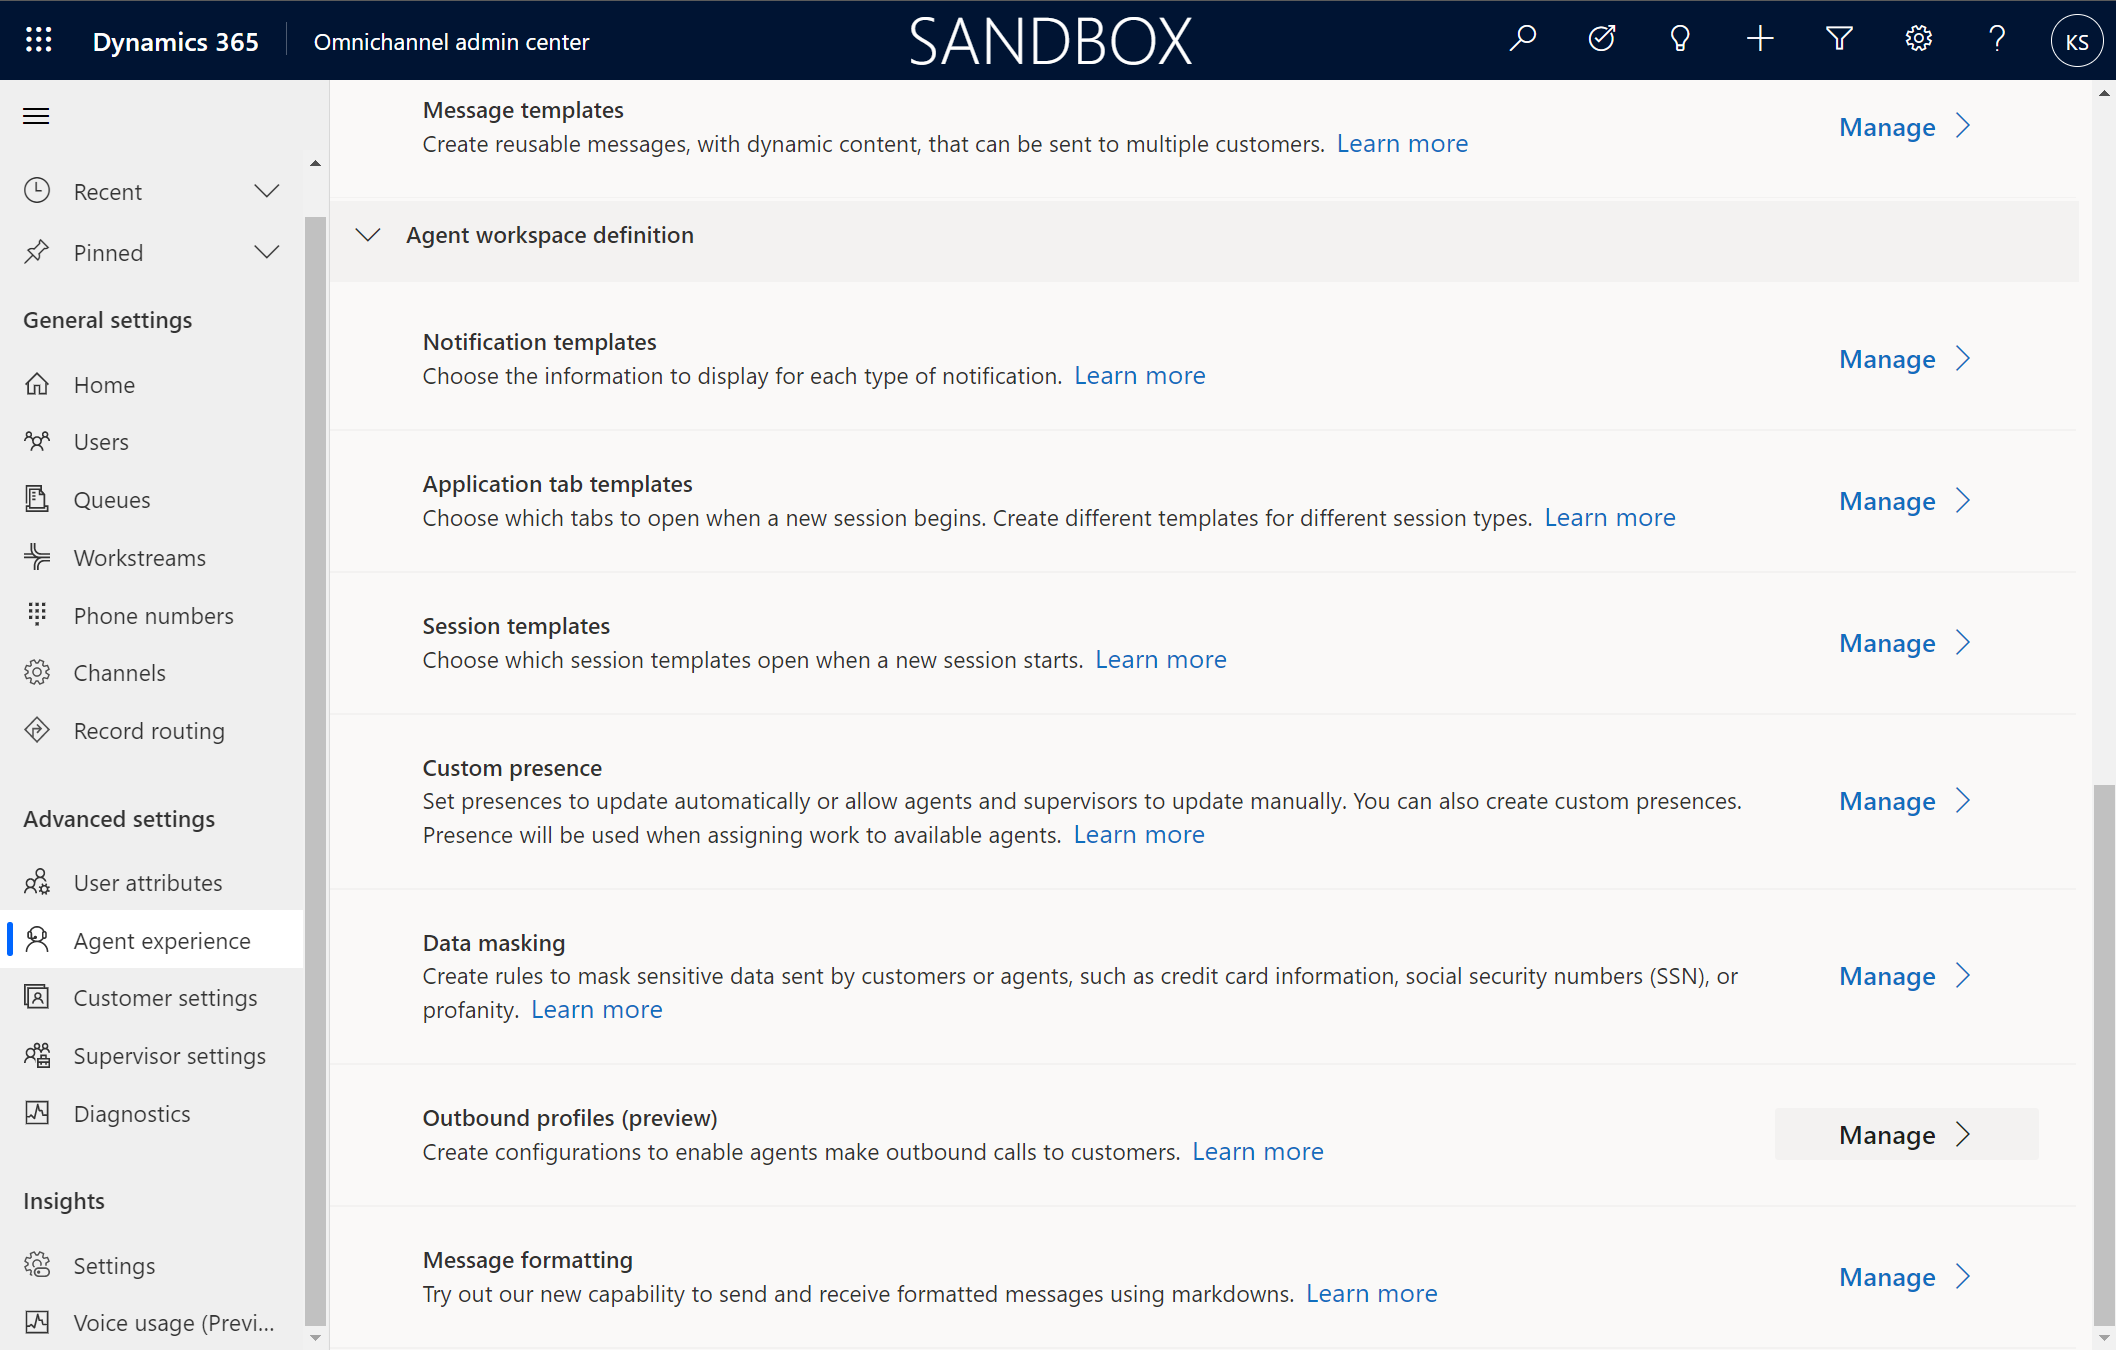 Dynamics 365
Omnichannel admin center
SANDBOX
KS
Recent
Pinned
General settings
Home
Users
Queues
Workstreams
Phone numbers
Channels
Record routing
Advanced settings
User attributes
Agent experience
Customer settings
Supervisor settings
Diagnostics
Insights
Settings
Voice usage (Previ...
Message templates
Create reusable messages, with dynamic content, that can be sent to multiple customers. Learn more
Manage
Agent workspace definition
Notification templates
Choose the information to display for each type of notification. Learn more
Manage
Application tab templates
Choose which tabs to open when a new session begins. Create different templates for different session types. Learn more
Manage
Session templates
Choose which session templates open when a new session starts. Learn more
Manage
Custom presence
Set presences to update automatically or allow agents and supervisors to update manually. You can also create custom presences.
Presence will be used when assigning work to available agents. Learn more
Manage
Data masking
Create rules to mask sensitive data sent by customers or agents, such as credit card information, social security numbers (SSN), or
profanity. Learn more
Manage
Outbound profiles (preview)
Create configurations to enable agents make outbound calls to customers. Learn more
Manage
Message formatting
Try out our new capability to send and receive formatted messages using markdowns. Learn more
Manage